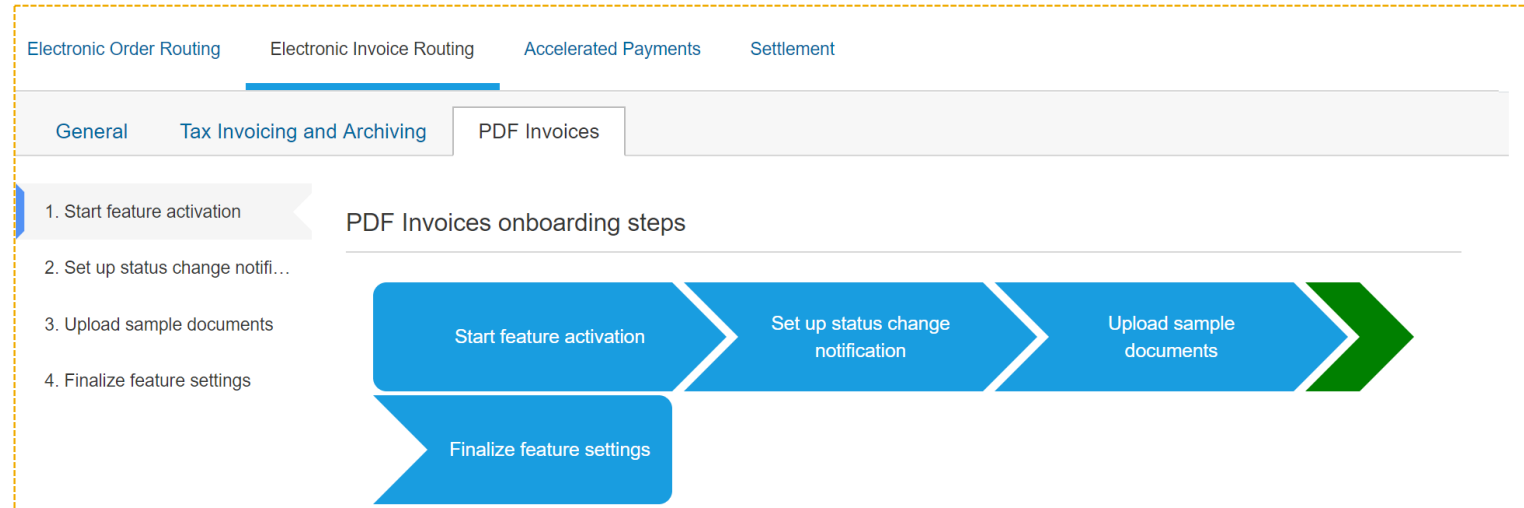 Electronic Order Routing Electronic Invoice Routing Accelerated Payments Settlement
General Tax Invoicing and Archiving PDF Invoices
1. Start feature activation
2. Set up status change notifi…
3. Upload sample documents
4. Finalize feature settings
PDF Invoices onboarding steps
Start feature activation
Set up status change
notification
Upload sample
documents
Finalize feature settings